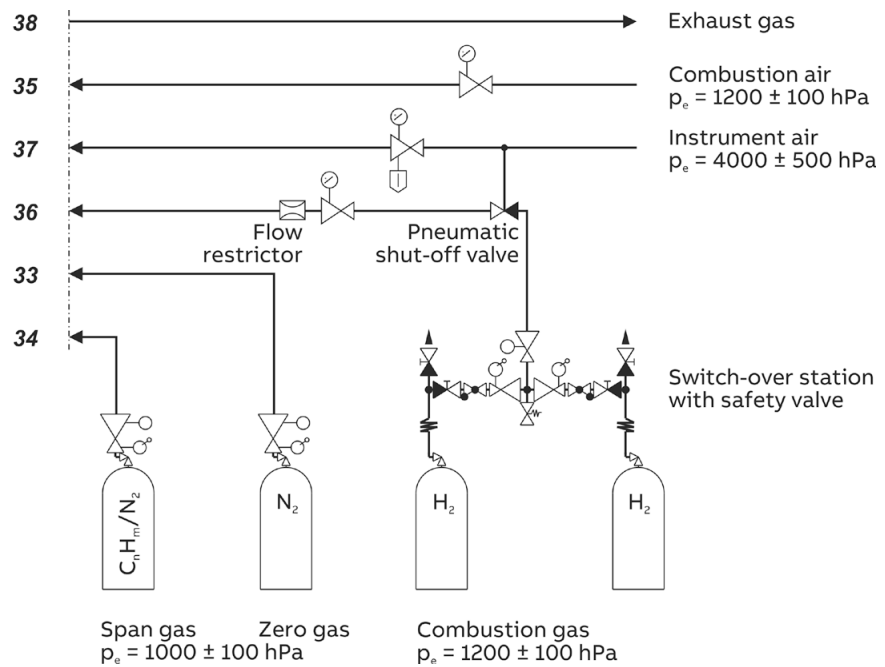 38
Exhaust gas
35
Combustion air
pₑ = 1200 ± 100 hPa
37
Instrument air
pₑ = 4000 ± 500 hPa
36
Flow
restrictor
Pneumatic
shut-off valve
33
34
Switch-over station
with safety valve
CₙHₘ/N₂
N₂
H₂
H₂
Span gas
pₑ = 1000 ± 100 hPa
Zero gas
Combustion gas
pₑ = 1200 ± 100 hPa